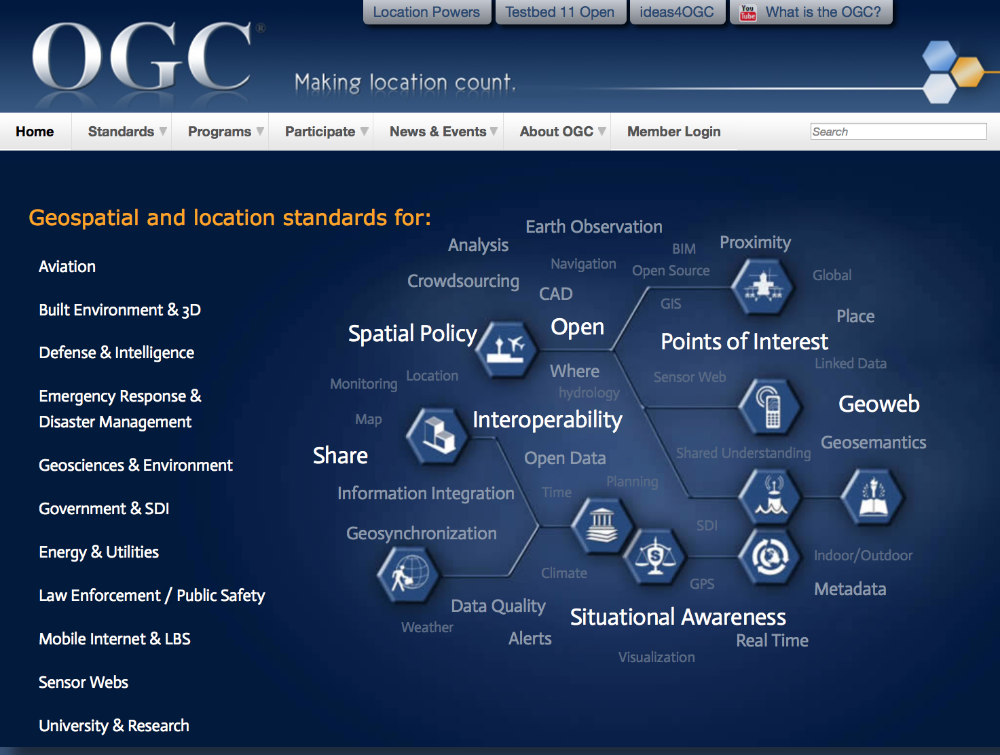 Location Powers
Testbed 11 Open
ideas4OGC
You Tube What is the OGC?
OGC®
Making location count.
Home
Standards
Programs
Participate
News & Events
About OGC
Member Login
Search
Geospatial and location standards for:
Aviation
Built Environment & 3D
Defense & Intelligence
Emergency Response &
Disaster Management
Geosciences & Environment
Government & SDI
Energy & Utilities
Law Enforcement / Public Safety
Mobile Internet & LBS
Sensor Webs
University & Research
Earth Observation
Analysis
BIM
Proximity
Navigation
Open Source
Global
Crowdsourcing
CAD
GIS
Place
Spatial Policy
Open
Points of Interest
Linked Data
Monitoring
Location
Where
Sensor Web
hydrology
Geoweb
Map
Interoperability
Share
Open Data
Shared Understanding
Geosemantics
Information Integration
Time
Planning
Geosynchronization
SDI
S
Indoor/Outdoor
Climate
GPS
Metadata
Data Quality
Situational Awareness
Weather
Alerts
Real Time
Visualization